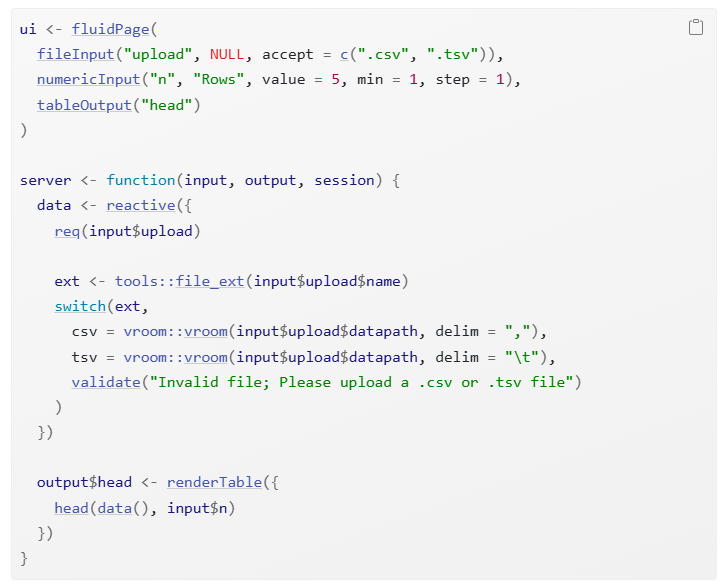 ui <- fluidPage(
  fileInput("upload", NULL, accept = c(".csv", ".tsv")),
  numericInput("n", "Rows", value = 5, min = 1, step = 1),
  tableOutput("head")
)

server <- function(input, output, session) {
  data <- reactive({
    req(input$upload)

    ext <- tools::file_ext(input$upload$name)
    switch(ext,
      csv = vroom::vroom(input$upload$datapath, delim = ","),
      tsv = vroom::vroom(input$upload$datapath, delim = "\t"),
      validate("Invalid file; Please upload a .csv or .tsv file")
    )
  })

  output$head <- renderTable({
    head(data(), input$n)
  })
}